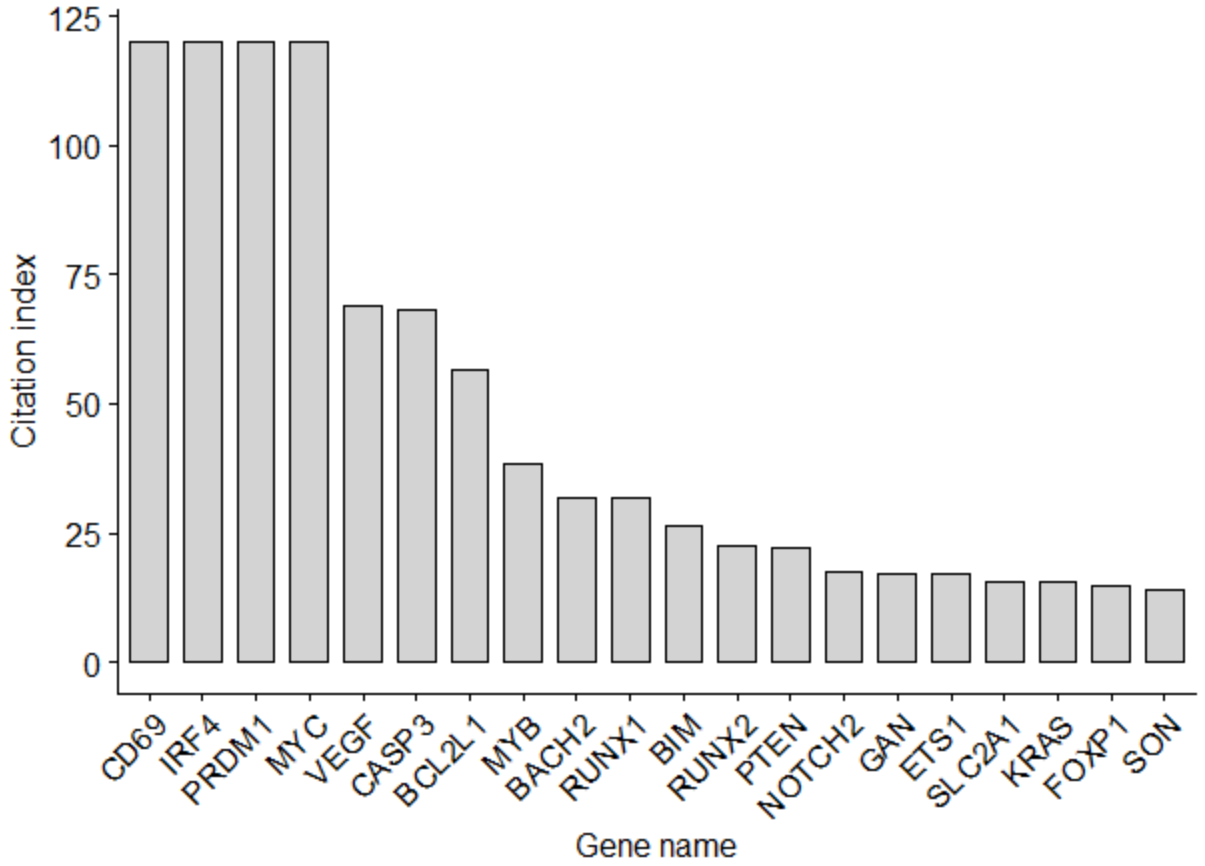 125
100
75
50
25
0
Citation index
CD69
IRF4
PRDM1
MYC
VEGF
CASP3
BCL2L1
MYB
BACH2
RUNX1
BIM
RUNX2
PTEN
NOTCH2
GAN
ETS1
SLC2A1
KRAS
FOXP1
SON
Gene name